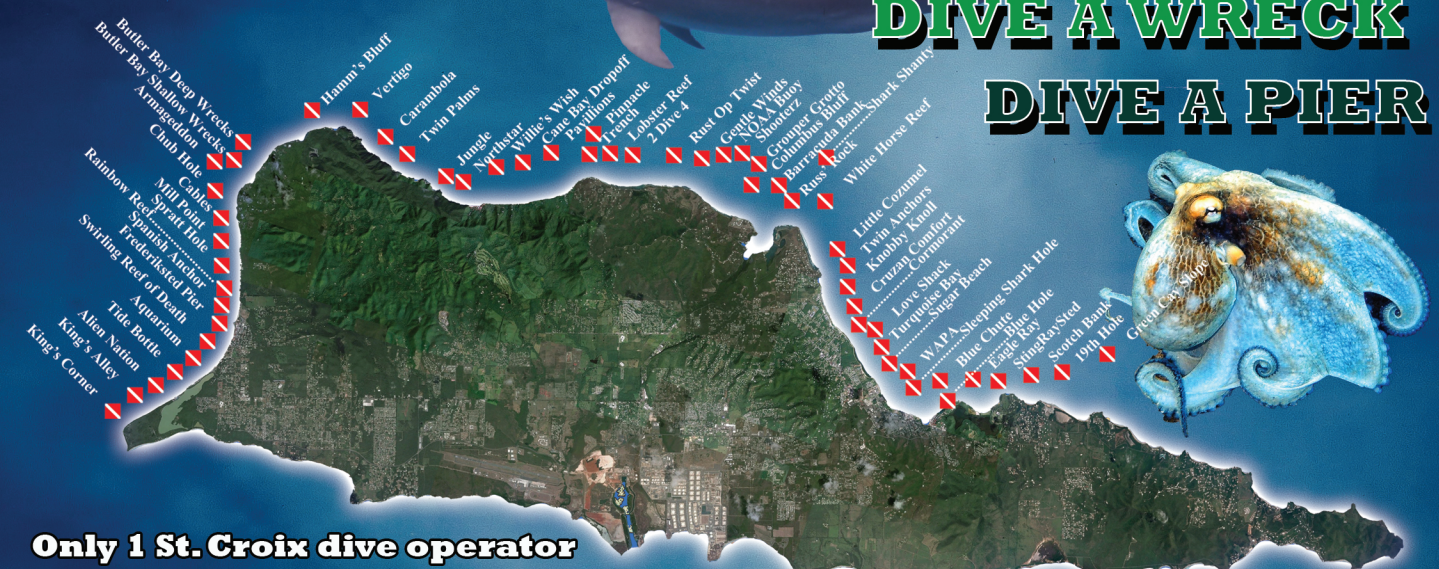 DIVE A WRECK
DIVE A PIER
Butler Bay Deep Wrecks
Butler Bay Shallow Wrecks
Armageddon
Chub Hole
Cables
Mill Point
Spratt Hole
Rainbow Reef
Spanish Anchor
Frederiksted Pier
Swirling Reef of Death
Aquarium
Tide Bottle
Alien Nation
King's Alley
King's Corner
Hamm's Bluff
Vertigo
Carambola
Twin Palms
Jungle
Northstar
Willie's Wish
Cane Bay Dropoff
Pavilions
Pinnacle
Trench
Lobster Reef
2 Dive 4
Rust Op Twist
Gentle Winds
NOAA Buoy
Shooterz
Grouper Grotto
Columbus Bluff
Barracuda Bank
Shark Shanty
Russ' Rock
White Horse Reef
Little Cozumel
Twin Anchors
Knobby Knoll
Cruzan Comfort
Cormorant
Love Shack
Turquoise Bay
Sugar Beach
WAPA
Sleeping Shark Hole
Blue Chute
Blue Hole
Eagle Ray
StingRaySted
Scotch Bank
19th Hole
Green Cay Slope
Only 1 St. Croix dive operator